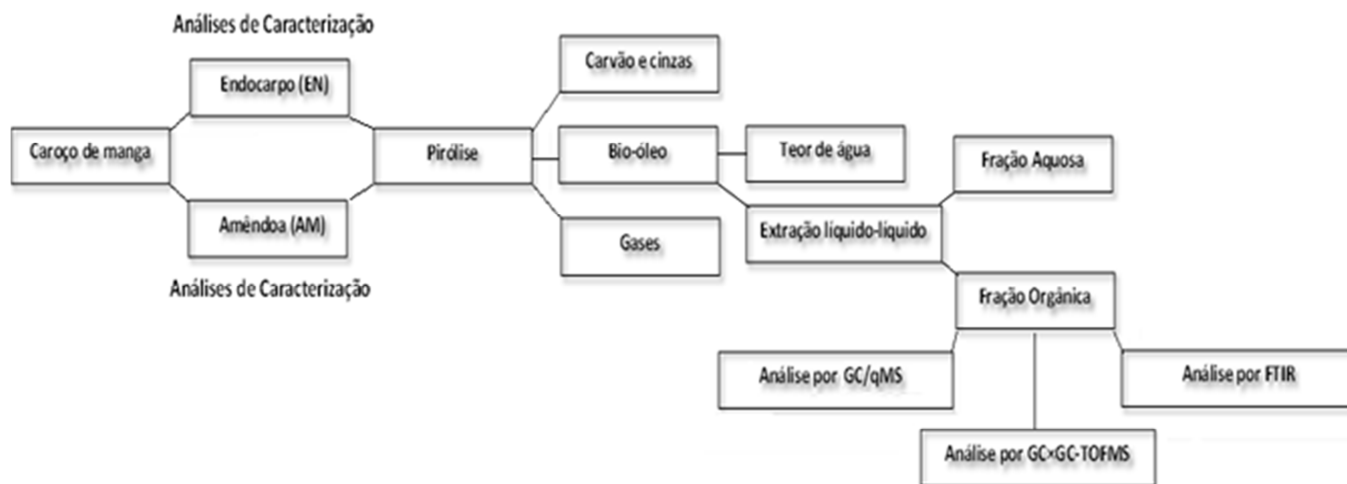 Análises de Caracterização
Endocarpo (EN)
Caroço de manga
Amêndoa (AM)
Análises de Caracterização
Pirólise
Carvão e cinzas
Bio-óleo
Gases
Teor de água
Extração líquido-líquido
Fração Aquosa
Fração Orgânica
Análise por GC/qMS
Análise por GC×GC-TOFMS
Análise por FTIR